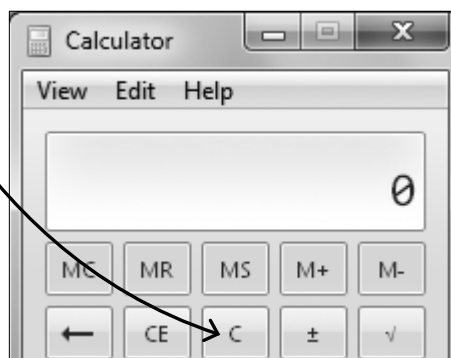 Calculator
View Edit Help
0
MC MR MS M+ M-
← CE C ± √